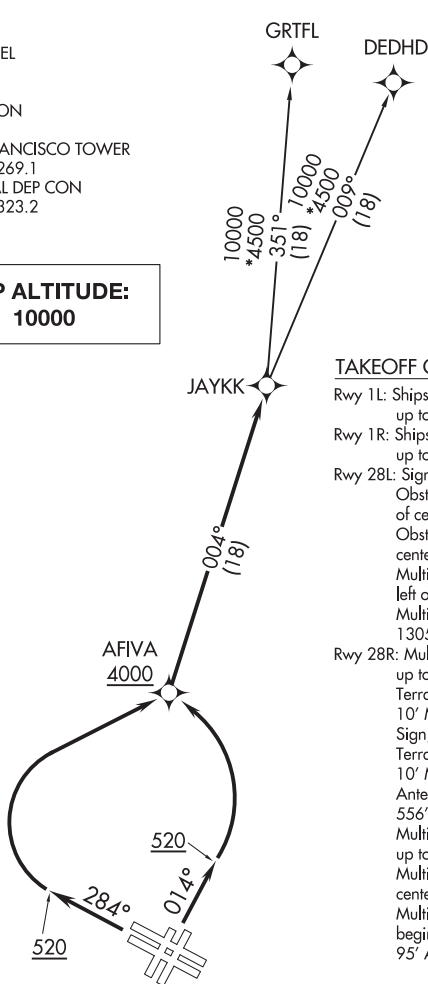 GRTFL
DEDHD
EL
ON
ANCISCO TOWER
269.1
AL DEP CON
323.2
P ALTITUDE:
10000
10000
*4500
351°
(18)
10000
*4500
009°
(18)
JAYKK
004°
(18)
AFIVA
4000
520
284°
014°
520
TAKEOFF O
Rwy 1L: Ships
up to
Rwy 1R: Ships
up to
Rwy 28L: Sign
Obst
of ce
Obst
cente
Multi
left o
Multi
1305
Rwy 28R: Mul
up to
Terra
10' M
Sign,
Terra
10' M
Ante
556'
Multi
up to
Multi
cente
Multi
begin
95' A